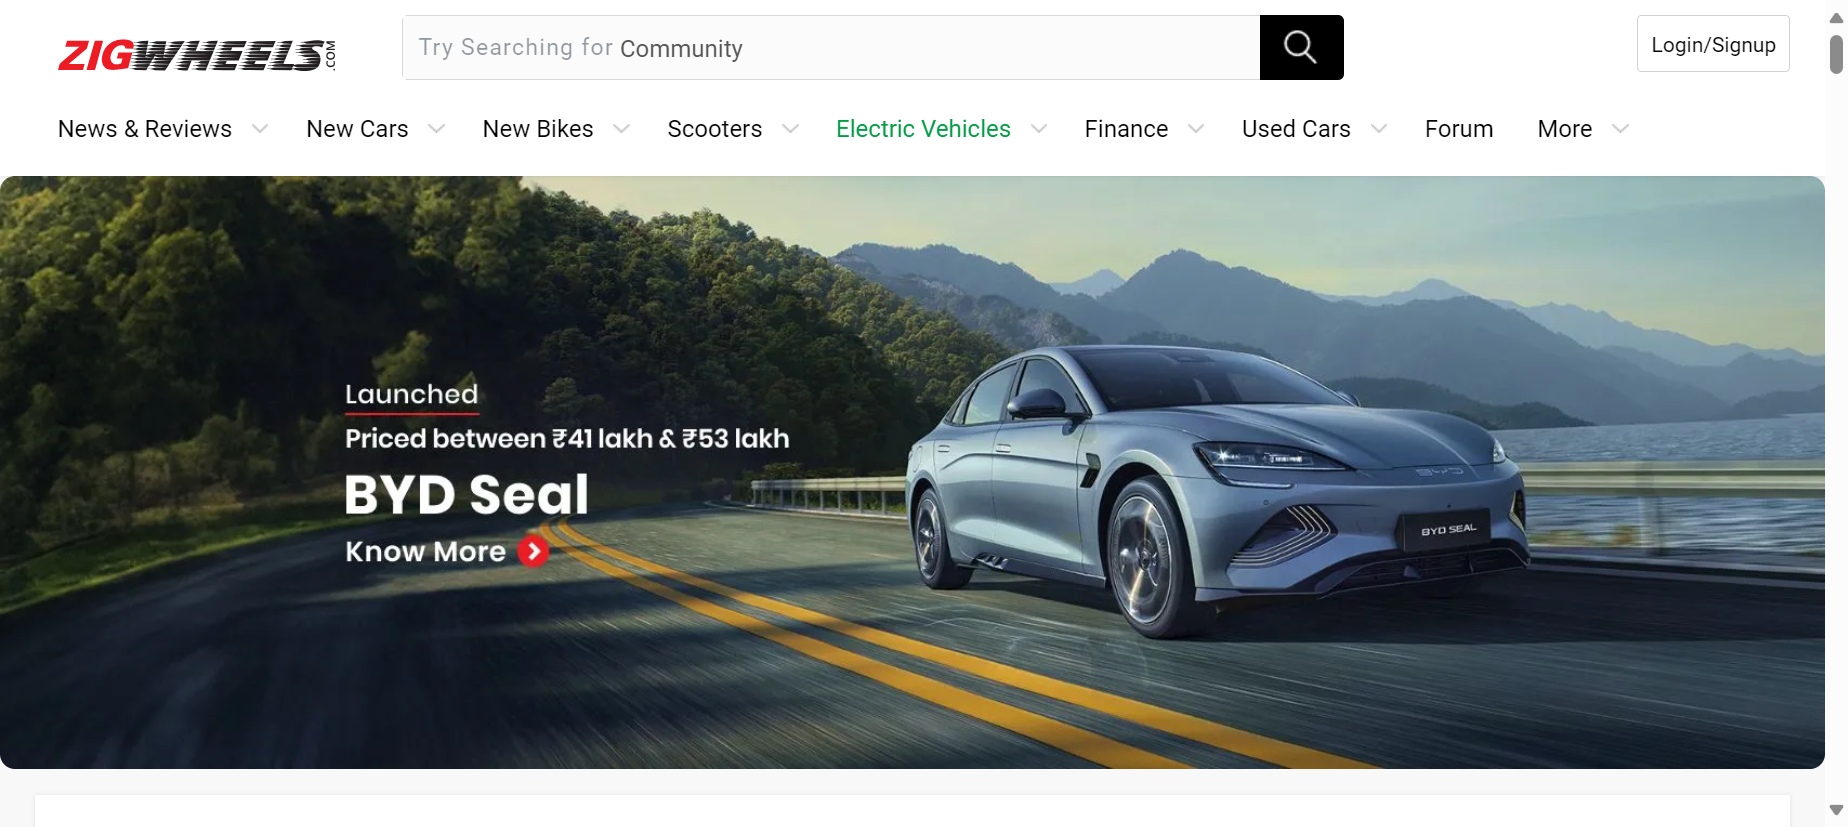 ZIGWHEELS.COM
Try Searching for Community
Login/Signup
News & Reviews
New Cars
New Bikes
Scooters
Electric Vehicles
Finance
Used Cars
Forum
More
Launched
Priced between ₹41 lakh & ₹53 lakh
BYD Seal
Know More
BYD
BYD SEAL